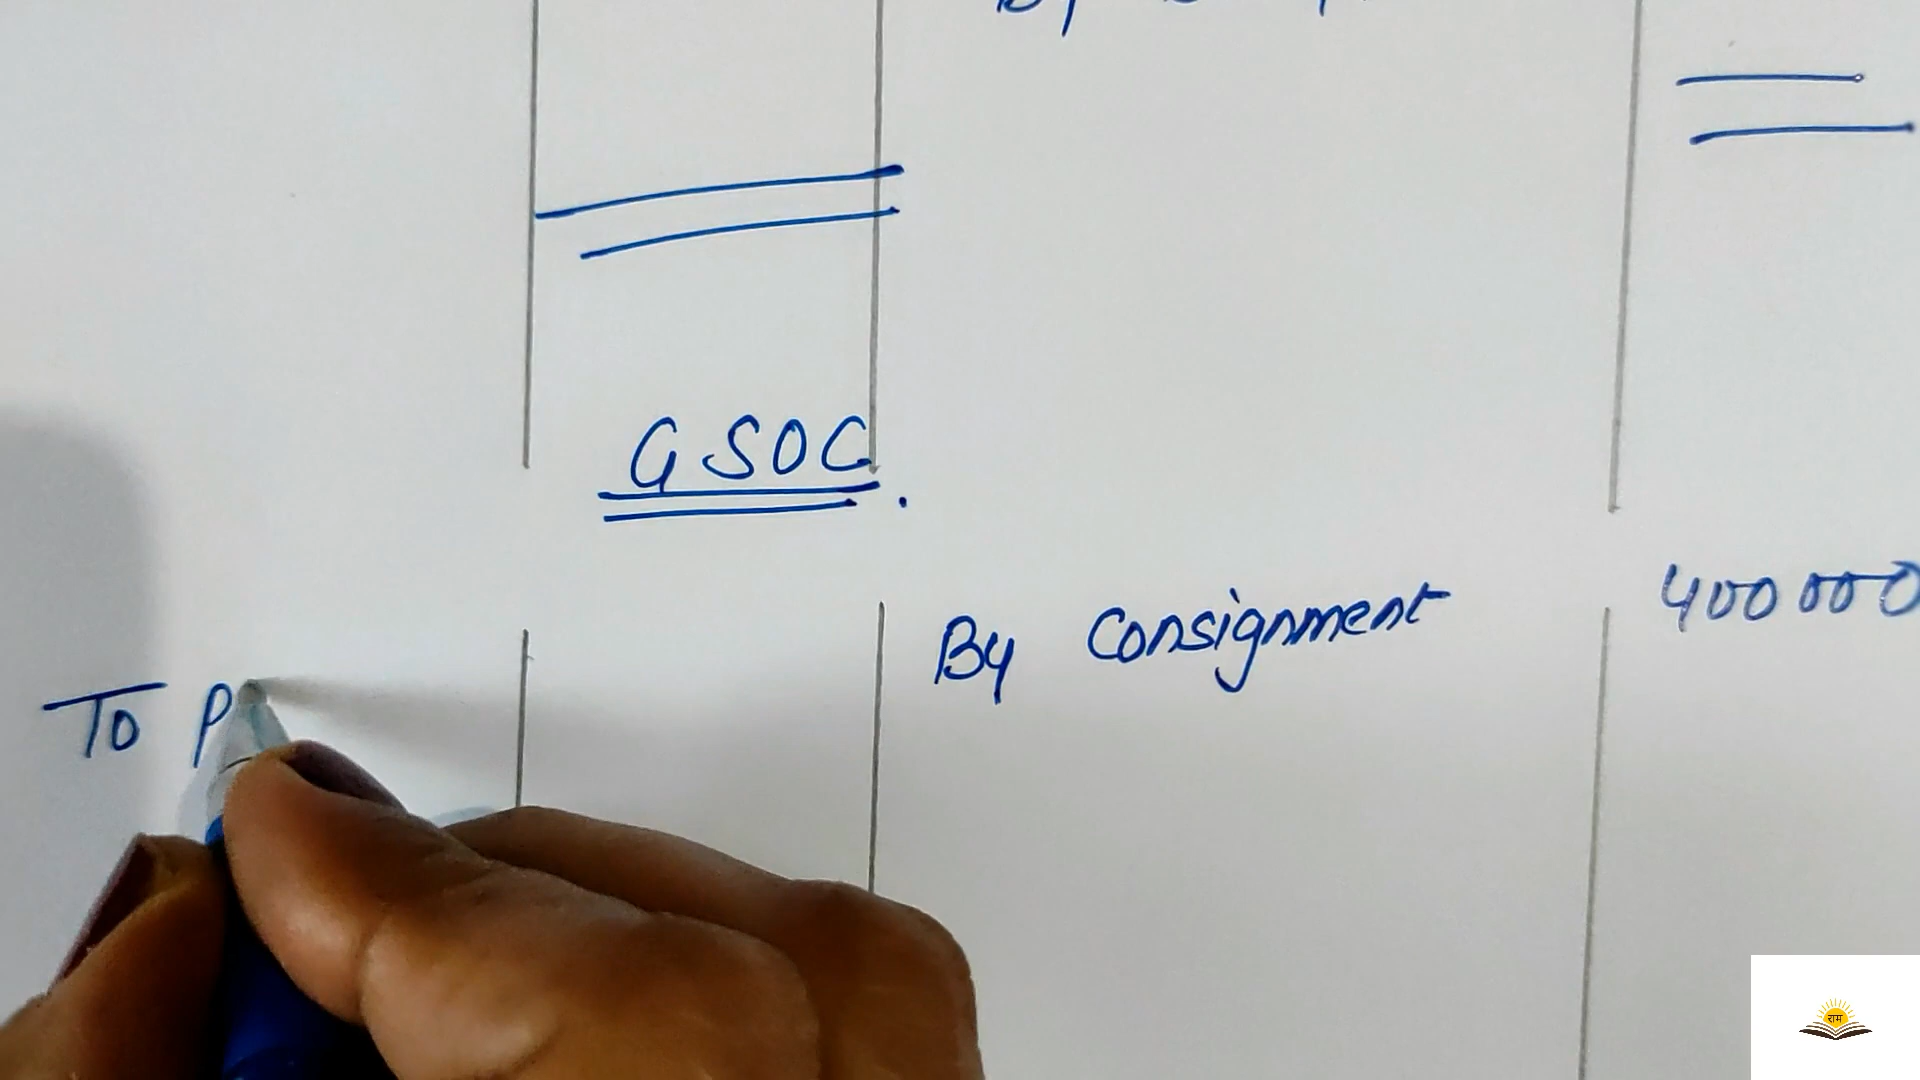 GSOC.
By Consignment 400000
To P
राम